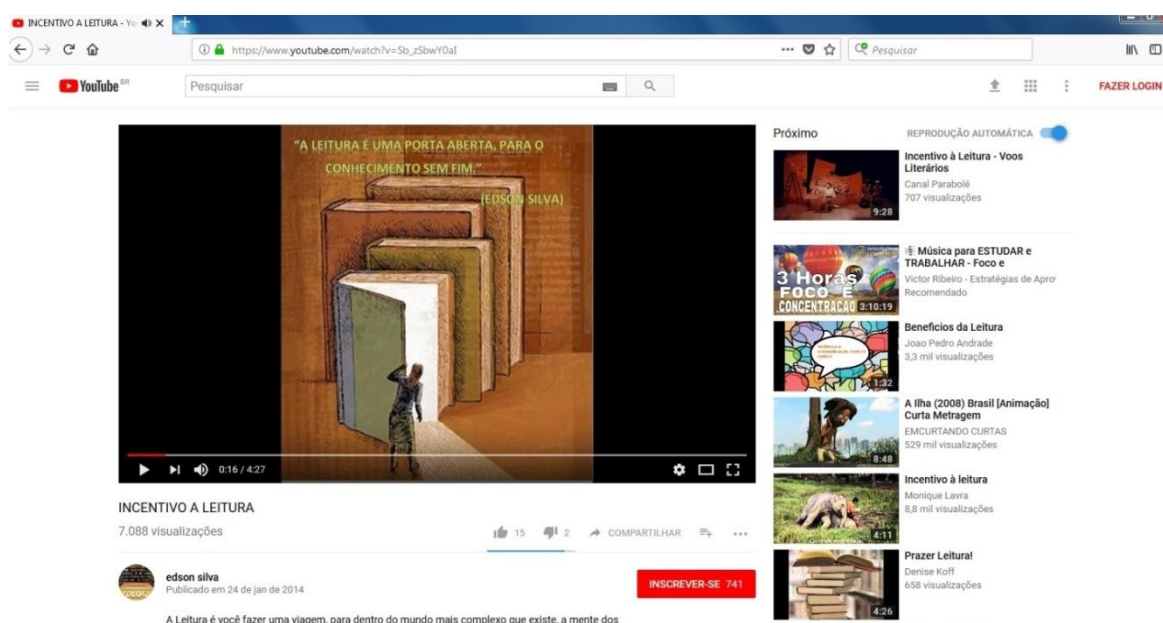 INCENTIVO A LEITURA - Yo
https://www.youtube.com/watch?v=Sb_zSbwY0aI
Pesquisar
YouTube BR
Pesquisar
FAZER LOGIN
"A LEITURA É UMA PORTA ABERTA, PARA O
CONHECIMENTO SEM FIM."
(EDSON SILVA)
0:16 / 4:27
INCENTIVO A LEITURA
7.088 visualizações
15
2
COMPARTILHAR
edson silva
Publicado em 24 de jan de 2014
INSCREVER-SE 741
A Leitura é você fazer uma viagem, para dentro do mundo mais complexo que existe, a mente dos
Próximo
REPRODUÇÃO AUTOMÁTICA
9:28
Incentivo à Leitura - Voos
Literários
Canal Parabolé
707 visualizações
3 Horas
FOCO E
CONCENTRAÇÃO
3:10:19
Música para ESTUDAR e
TRABALHAR - Foco e
Victor Ribeiro - Estratégias de Apro
Recomendado
1:32
Beneficios da Leitura
Joao Pedro Andrade
3,3 mil visualizações
8:48
A Ilha (2008) Brasil [Animação]
Curta Metragem
EMCURTANDO CURTAS
529 mil visualizações
4:11
Incentivo à leitura
Monique Lavra
8,8 mil visualizações
4:26
Prazer Leitura!
Denise Koff
658 visualizações